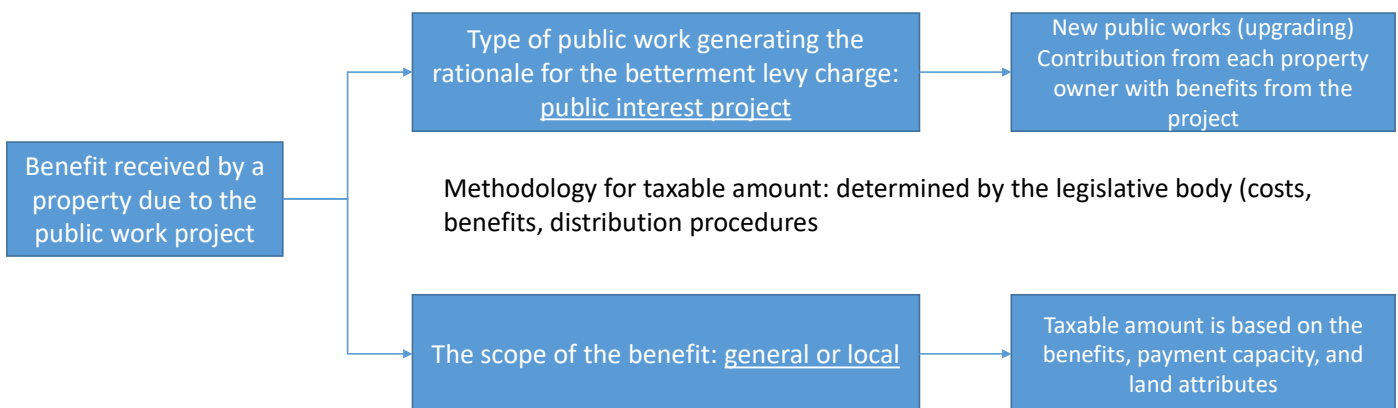 Benefit received by a
property due to the
public work project
Type of public work generating the
rationale for the betterment levy charge:
public interest project
New public works (upgrading)
Contribution from each property
owner with benefits from the
project
Methodology for taxable amount: determined by the legislative body (costs,
benefits, distribution procedures
The scope of the benefit: general or local
Taxable amount is based on the
benefits, payment capacity, and
land attributes